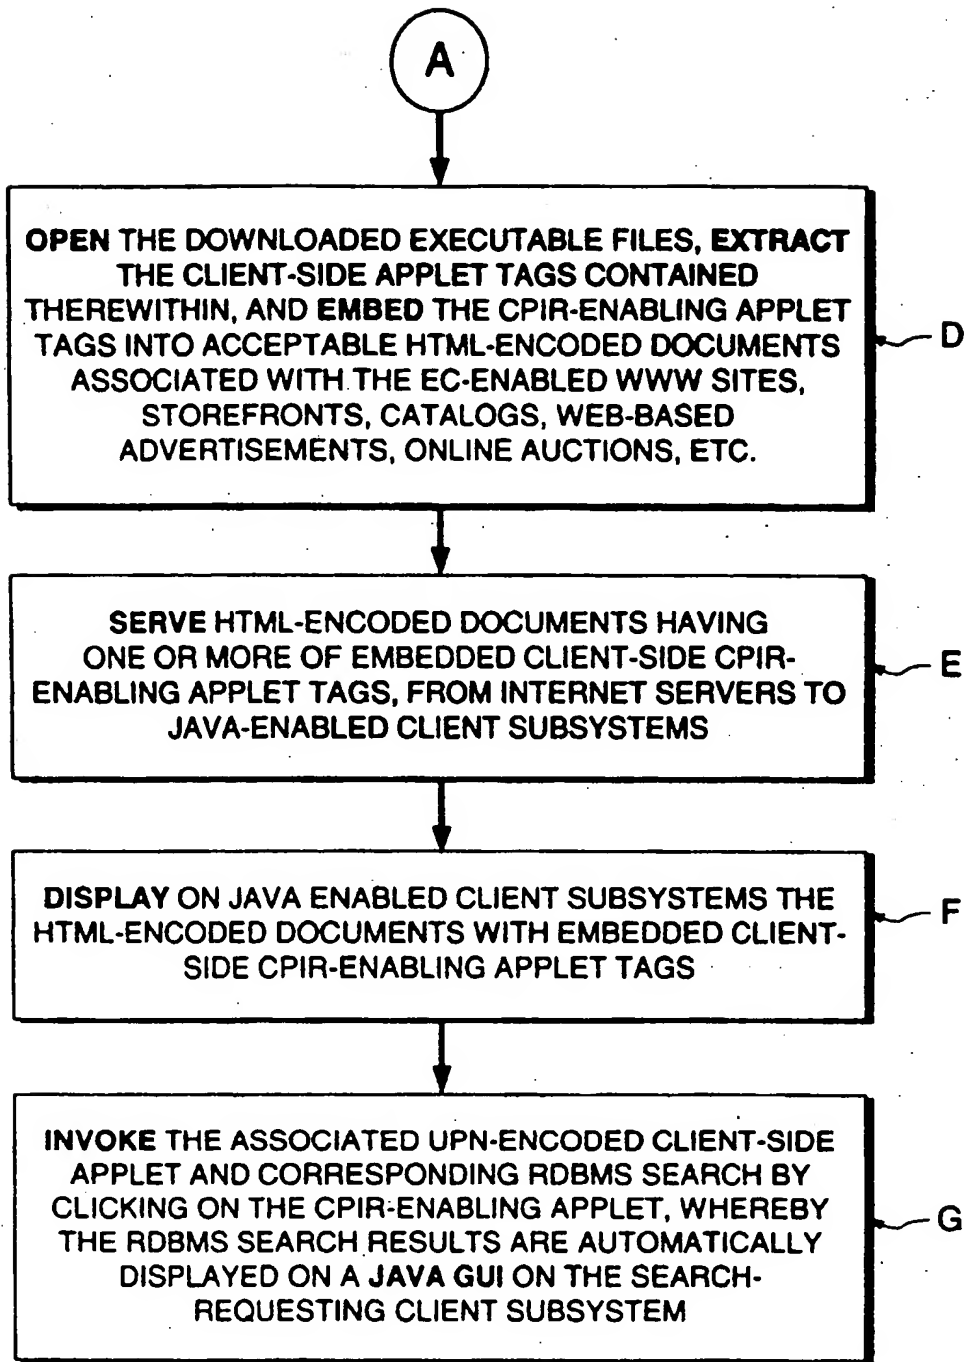 A
OPEN THE DOWNLOADED EXECUTABLE FILES, EXTRACT
THE CLIENT-SIDE APPLET TAGS CONTAINED
THEREWITHIN, AND EMBED THE CPIR-ENABLING APPLET
TAGS INTO ACCEPTABLE HTML-ENCODED DOCUMENTS
ASSOCIATED WITH THE EC-ENABLED WWW SITES,
STOREFRONTS, CATALOGS, WEB-BASED
ADVERTISEMENTS, ONLINE AUCTIONS, ETC.
D
SERVE HTML-ENCODED DOCUMENTS HAVING
ONE OR MORE OF EMBEDDED CLIENT-SIDE CPIR-
ENABLING APPLET TAGS, FROM INTERNET SERVERS TO
JAVA-ENABLED CLIENT SUBSYSTEMS
E
DISPLAY ON JAVA ENABLED CLIENT SUBSYSTEMS THE
HTML-ENCODED DOCUMENTS WITH EMBEDDED CLIENT-
SIDE CPIR-ENABLING APPLET TAGS
F
INVOKE THE ASSOCIATED UPN-ENCODED CLIENT-SIDE
APPLET AND CORRESPONDING RDBMS SEARCH BY
CLICKING ON THE CPIR-ENABLING APPLET, WHEREBY
THE RDBMS SEARCH RESULTS ARE AUTOMATICALLY
DISPLAYED ON A JAVA GUI ON THE SEARCH-
REQUESTING CLIENT SUBSYSTEM
G